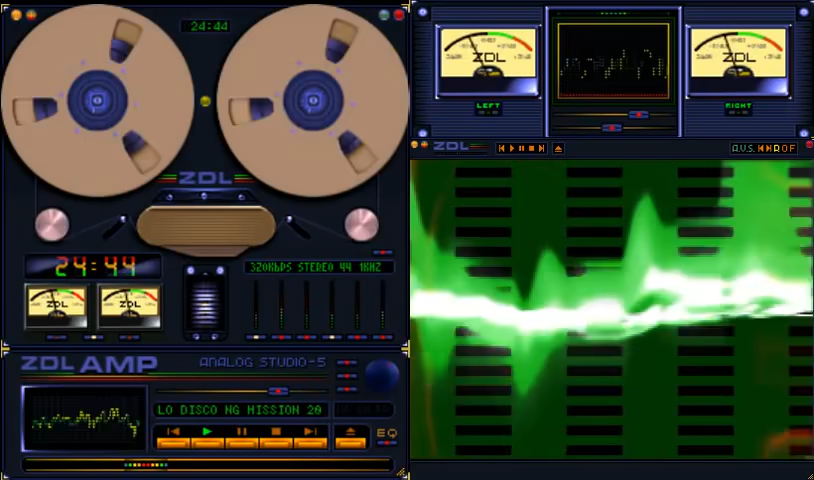 24:44
ZDL
ZDL
LEFT
RIGHT
ZDL
A.V.S.
ROF
ZDL
24:44
320KbPS STEREO 44 1KHZ
ZDL
ZDL
ZDL AMP
ANALOG STUDIO-5
LO DISCO NG MISSION 20
EQ